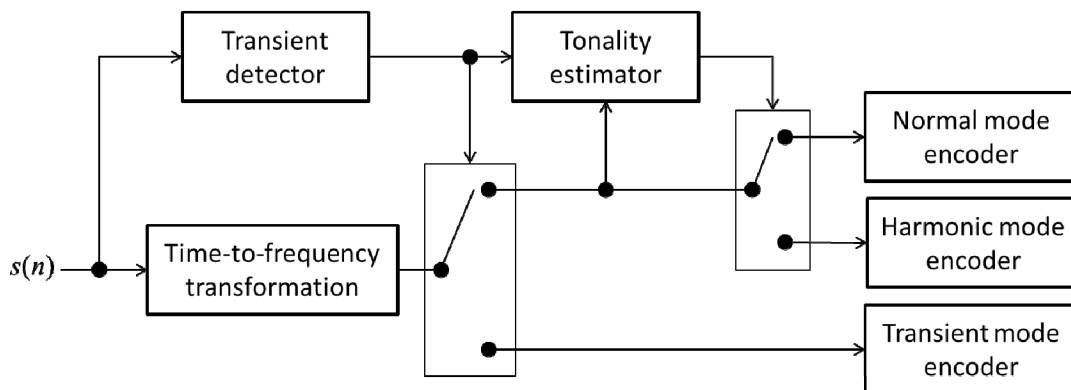 Transient
detector
Tonality
estimator
Normal mode
encoder
s(n)
Time-to-frequency
transformation
Harmonic mode
encoder
Transient mode
encoder